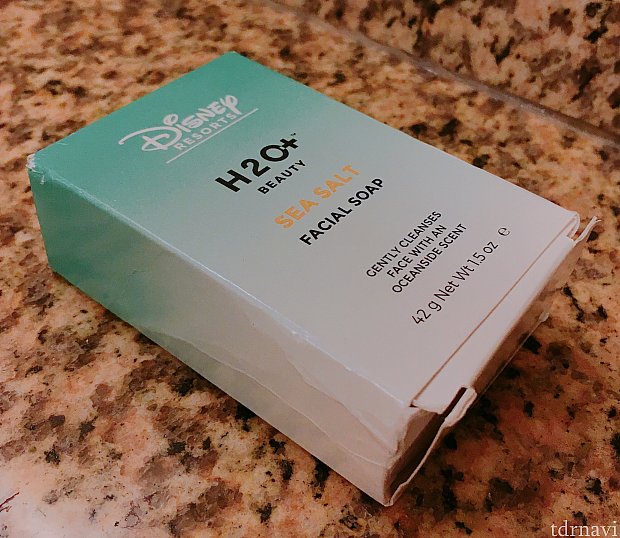 Disney
RESORTS
H2O+™
BEAUTY
SEA SALT
FACIAL SOAP
GENTLY CLEANSES
FACE WITH AN
OCEANSIDE SCENT
42 g Net Wt 1.5 oz ℮
tdrnavi